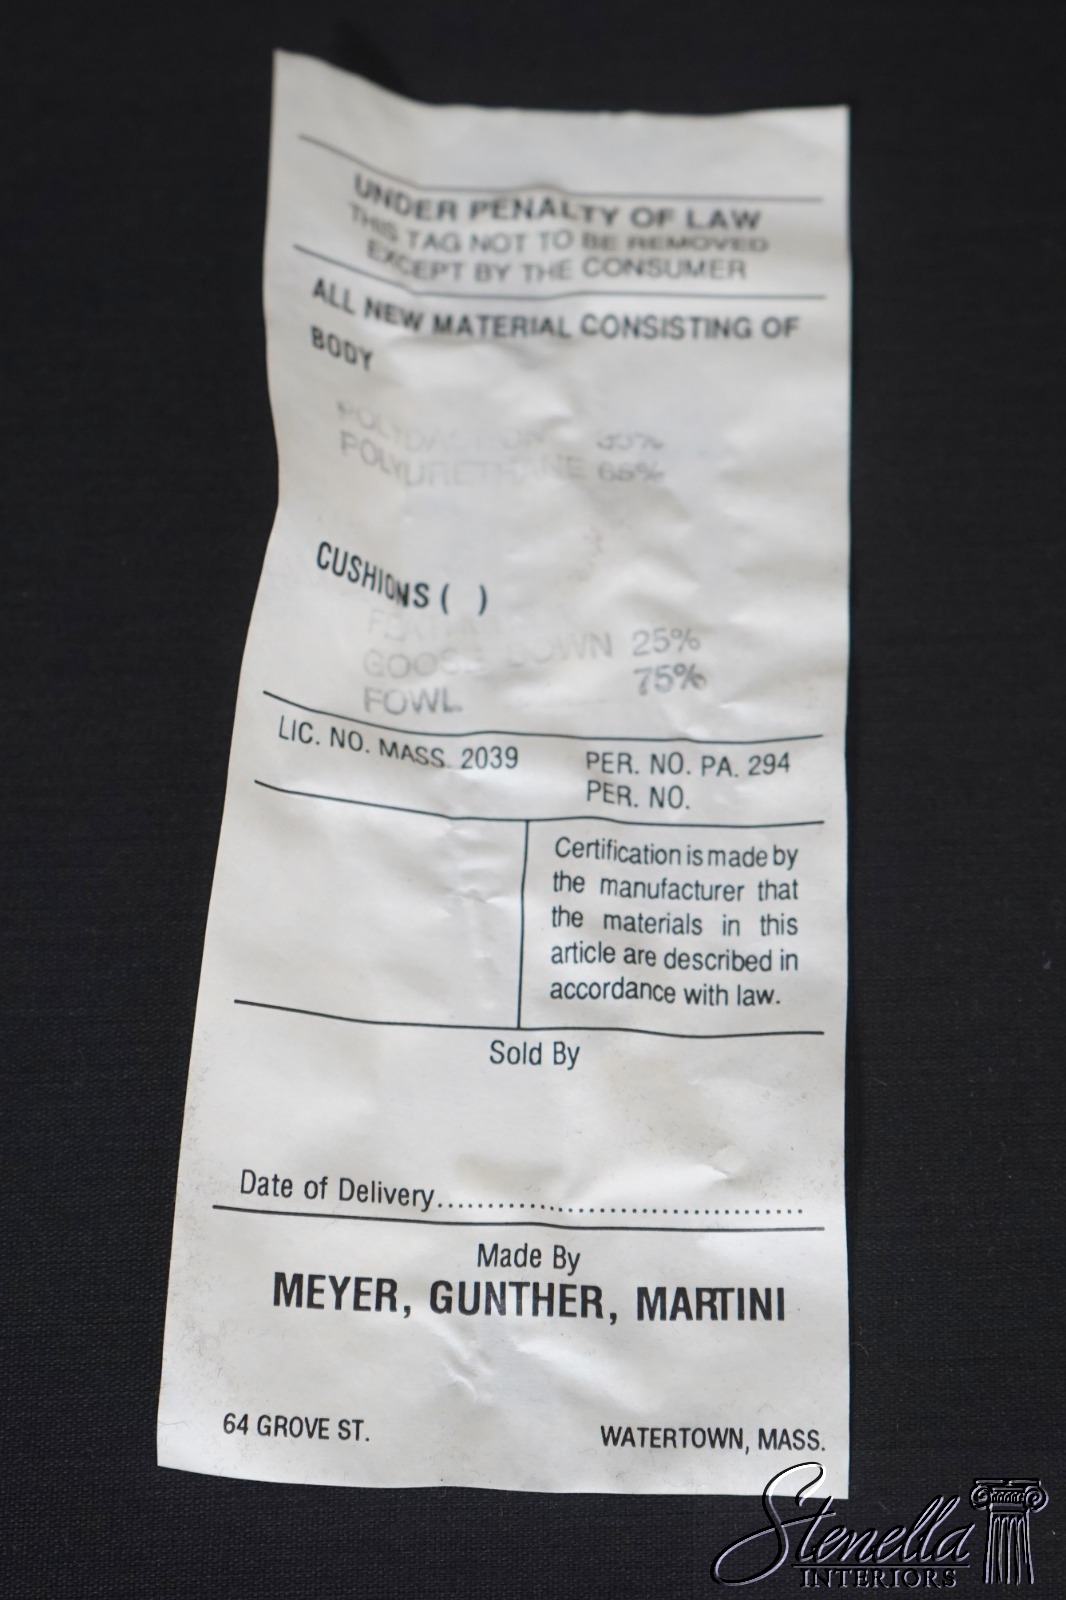 UNDER PENALTY OF LAW
THIS TAG NOT TO BE REMOVED
EXCEPT BY THE CONSUMER
ALL NEW MATERIAL CONSISTING OF
BODY
POLYURETHANE 65%
CUSHIONS ( )
GOOSE DOWN 25%
FOWL 75%
LIC. NO. MASS. 2039
PER. NO. PA. 294
PER. NO.
Certification is made by
the manufacturer that
the materials in this
article are described in
accordance with law.
Sold By
Date of Delivery........................................
Made By
MEYER, GUNTHER, MARTINI
64 GROVE ST.
WATERTOWN, MASS.
Stenella
INTERIORS